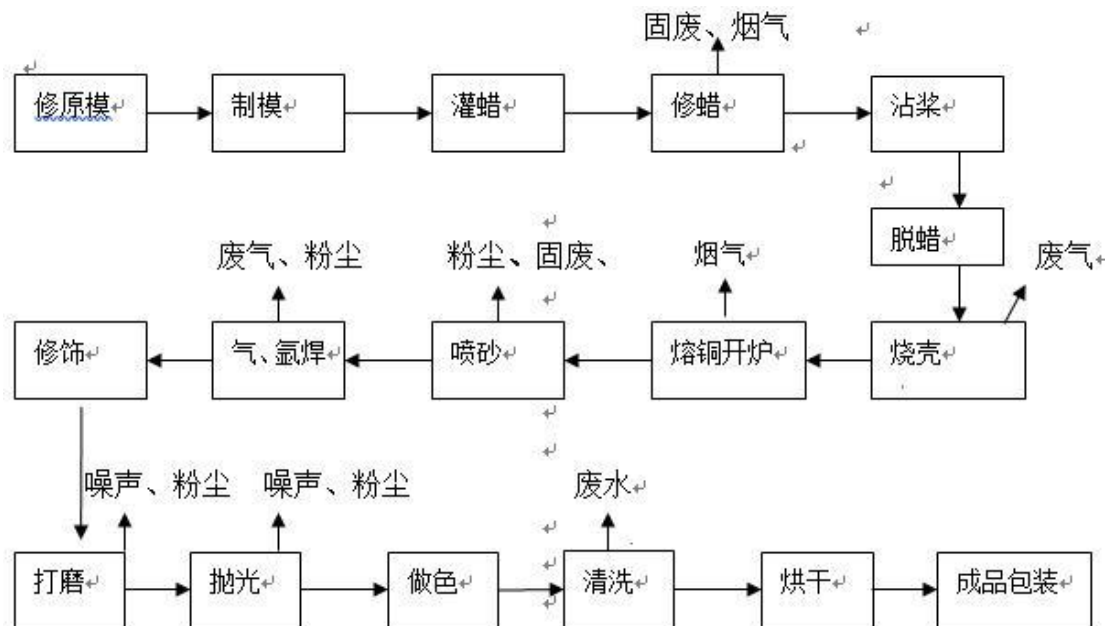 固废、烟气
修原模
制模
灌蜡
修蜡
沾浆
脱蜡
废气、粉尘
粉尘、固废、
烟气
废气
修饰
气、氩焊
喷砂
熔铜开炉
烧壳
噪声、粉尘
噪声、粉尘
废水
打磨
抛光
做色
清洗
烘干
成品包装